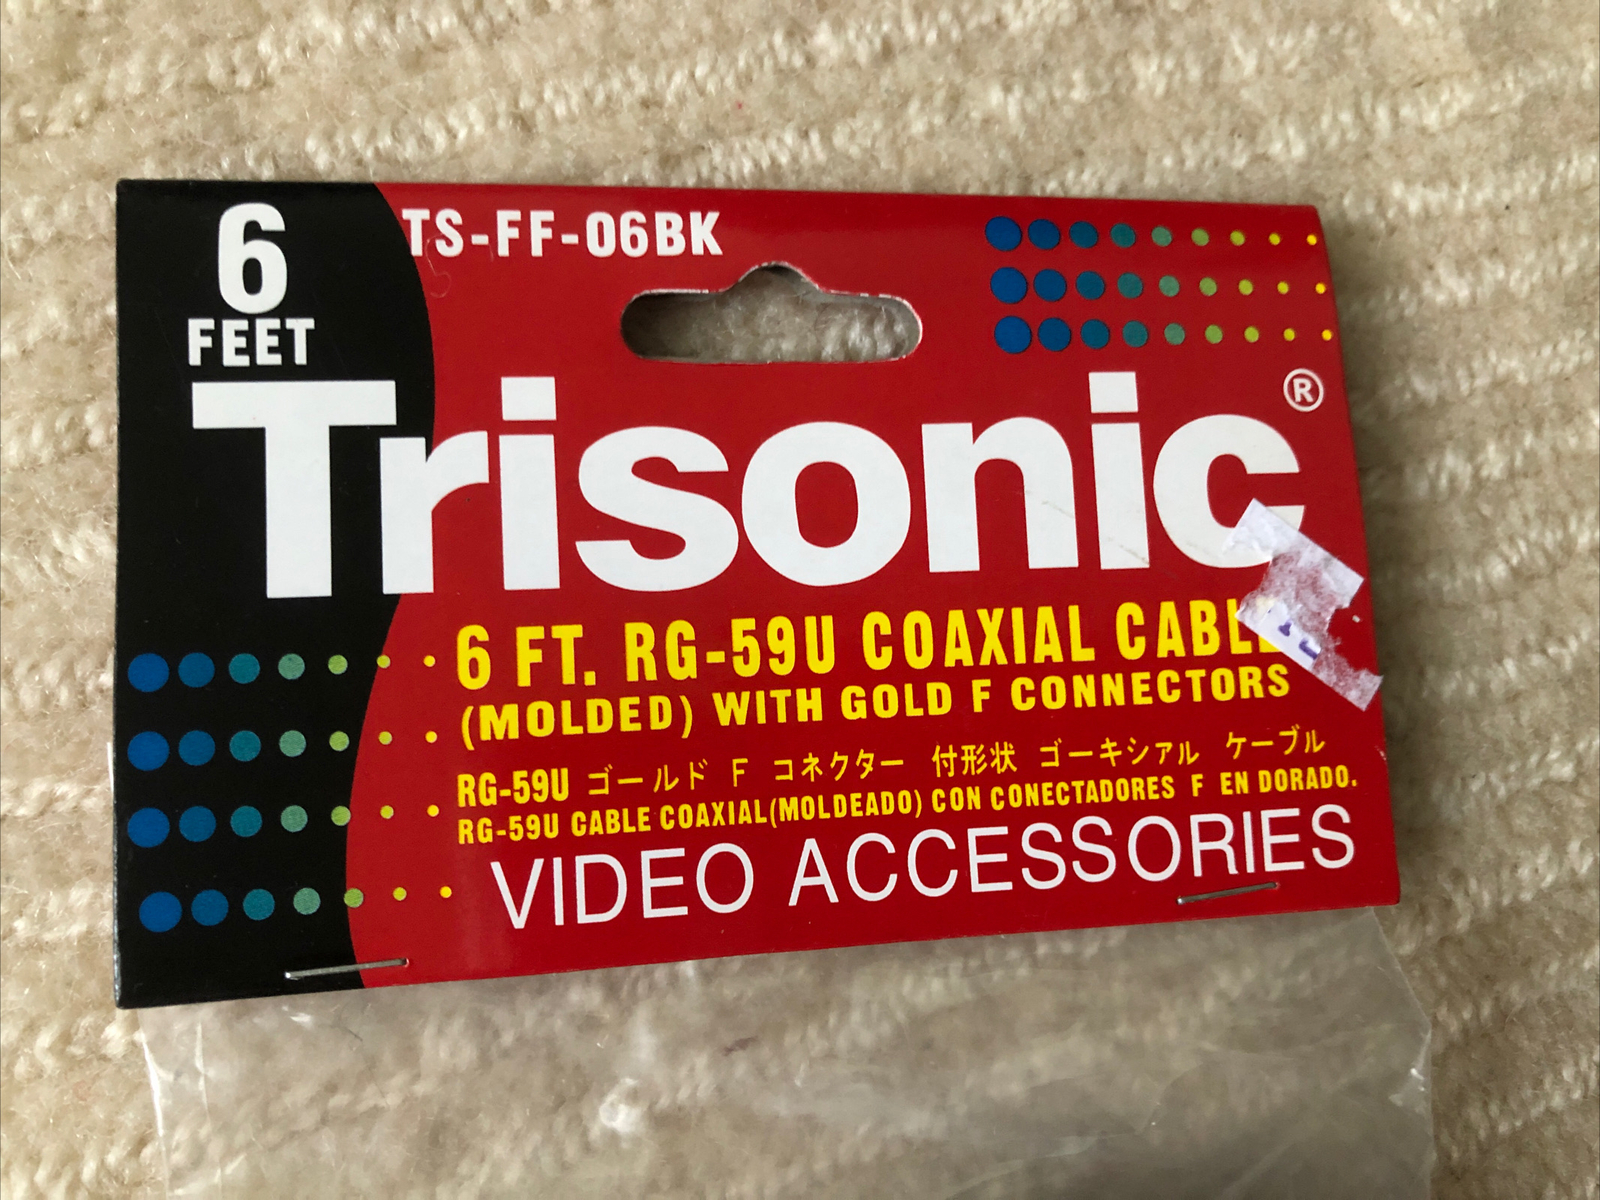 6
FEET
TS-FF-06BK
Trisonic®
6 FT. RG-59U COAXIAL CABLE
(MOLDED) WITH GOLD F CONNECTORS
RG-59U ゴールド F コネクター 付形状 ゴーキシアル ケーブル
RG-59U CABLE COAXIAL(MOLDEADO) CON CONECTADORES F EN DORADO.
VIDEO ACCESSORIES